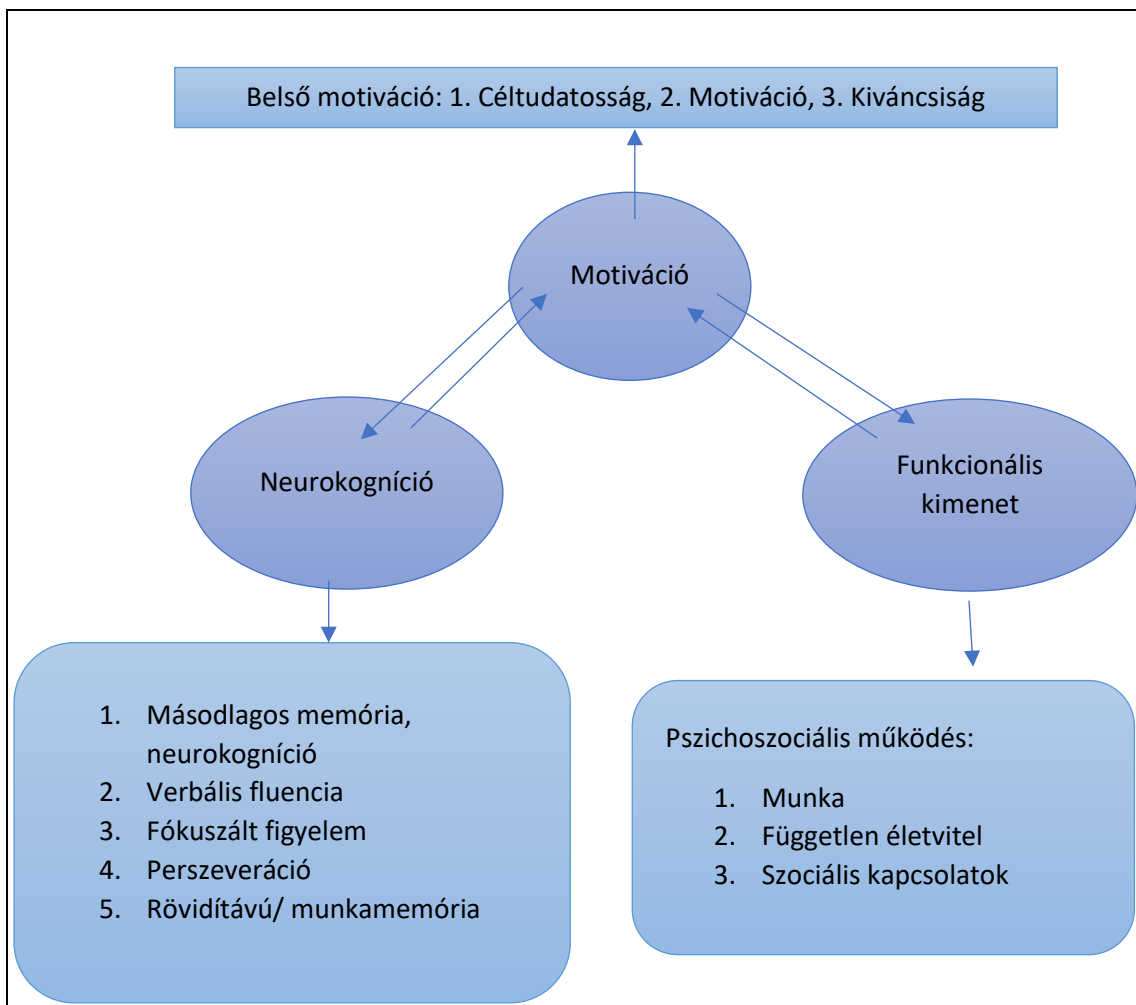 Belső motiváció: 1. Céltudatosság, 2. Motiváció, 3. Kiváncsiság
Motiváció
Neurokogníció
Funkcionális
kimenet
1. Másodlagos memória,
neurokogníció
2. Verbális fluencia
3. Fókuszált figyelem
4. Perszeveráció
5. Rövidítávú/ munkamemória
Pszichoszociális működés:
1. Munka
2. Független életvitel
3. Szociális kapcsolatok